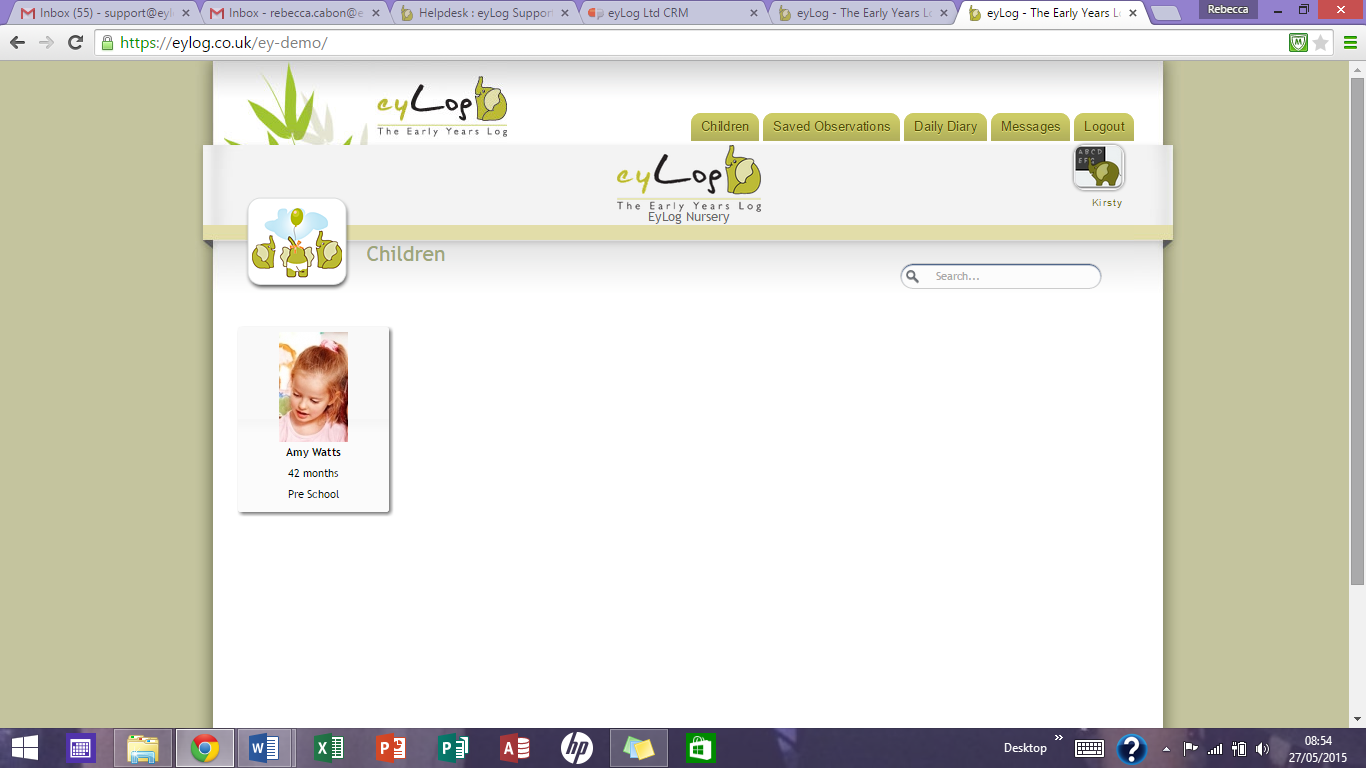 Inbox (55) - support@eyl
Inbox - rebecca.cabon@e
Helpdesk : eyLog Suppor
eyLog Ltd CRM
eyLog - The Early Years Lo
eyLog - The Early Years Lo
Rebecca
https://eylog.co.uk/ey-demo/
eyLog
The Early Years Log
Children
Saved Observations
Daily Diary
Messages
Logout
eyLog
The Early Years Log
EyLog Nursery
A B C D
E F G
Kirsty
Children
Search...
Amy Watts
42 months
Pre School
Desktop
08:54
27/05/2015